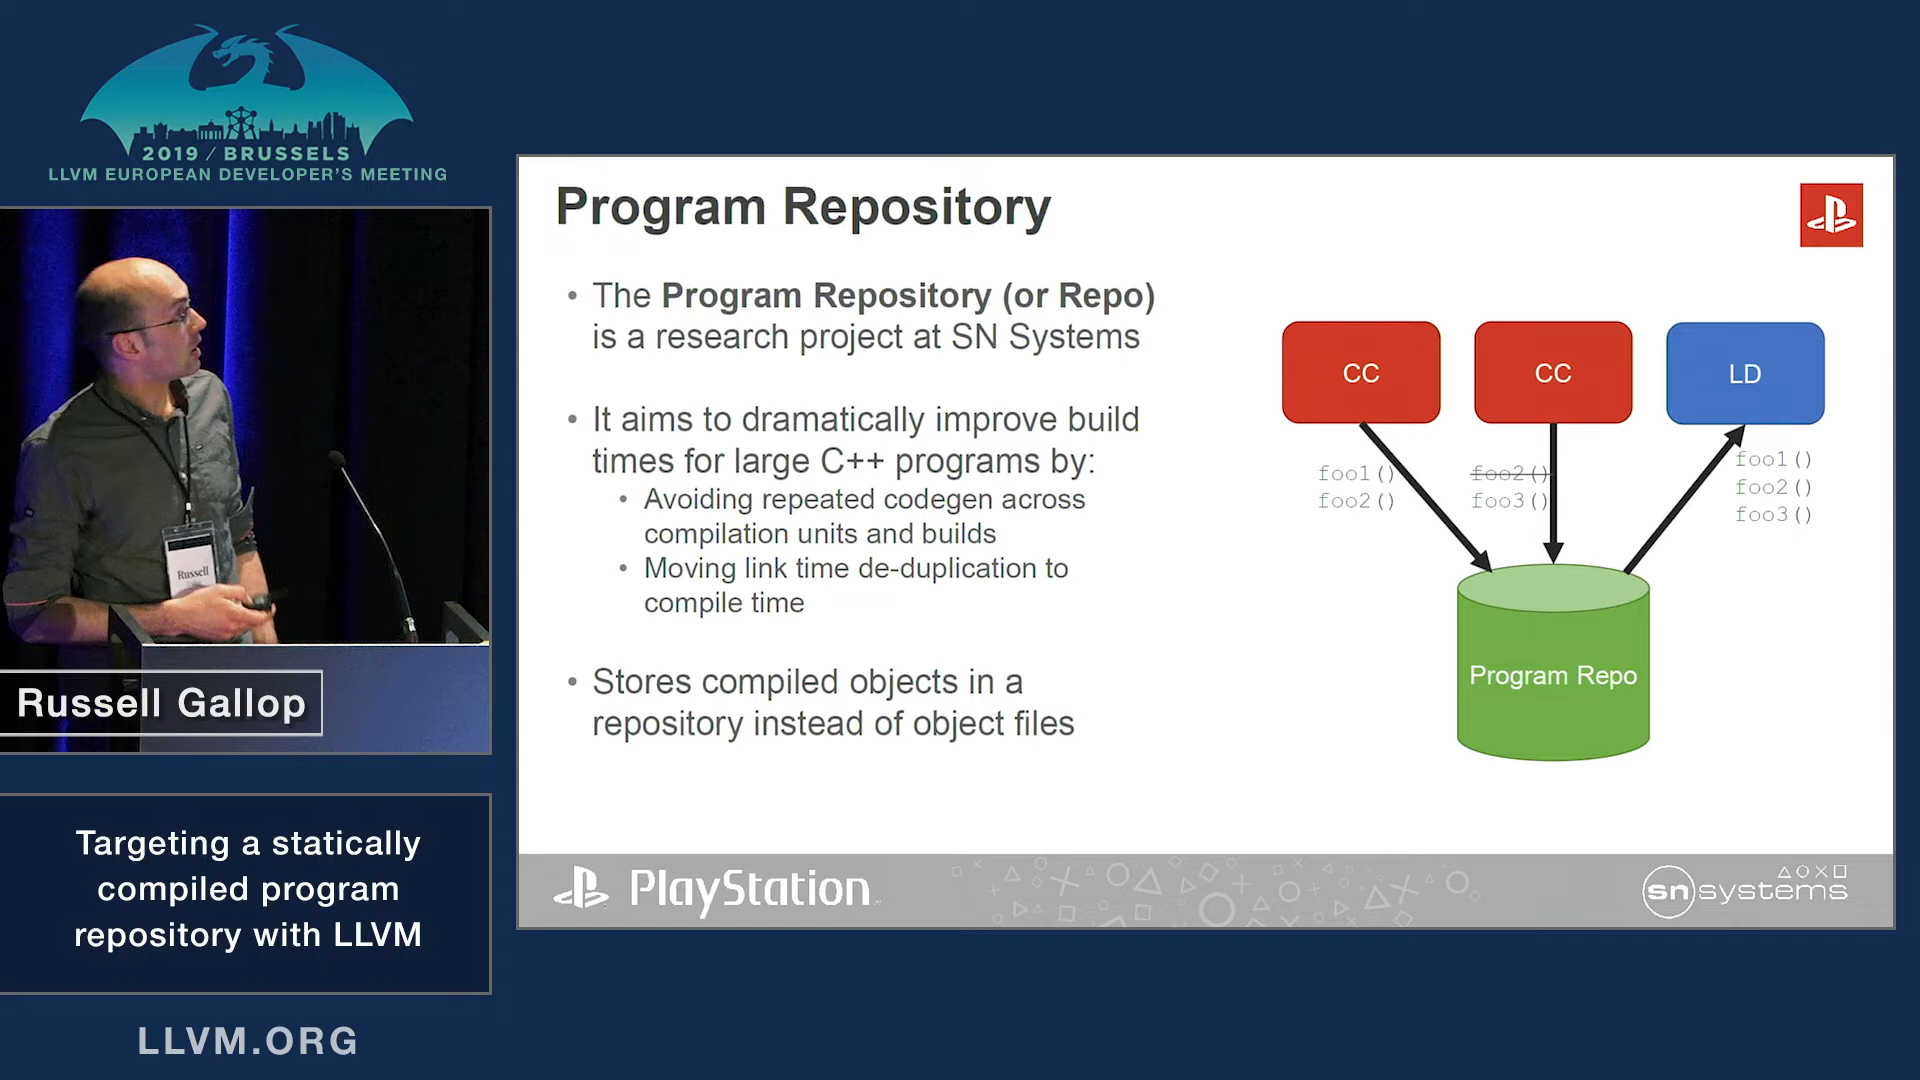 2019 / BRUSSELS
LLVM EUROPEAN DEVELOPER'S MEETING
Russell
Russell Gallop
Targeting a statically
compiled program
repository with LLVM
LLVM.ORG
Program Repository
• The Program Repository (or Repo)
is a research project at SN Systems
• It aims to dramatically improve build
times for large C++ programs by:
• Avoiding repeated codegen across
compilation units and builds
• Moving link time de-duplication to
compile time
• Stores compiled objects in a
repository instead of object files
CC
CC
LD
foo1()
foo2()
foo2()
foo3()
foo1()
foo2()
foo3()
Program Repo
PlayStation
sn systems